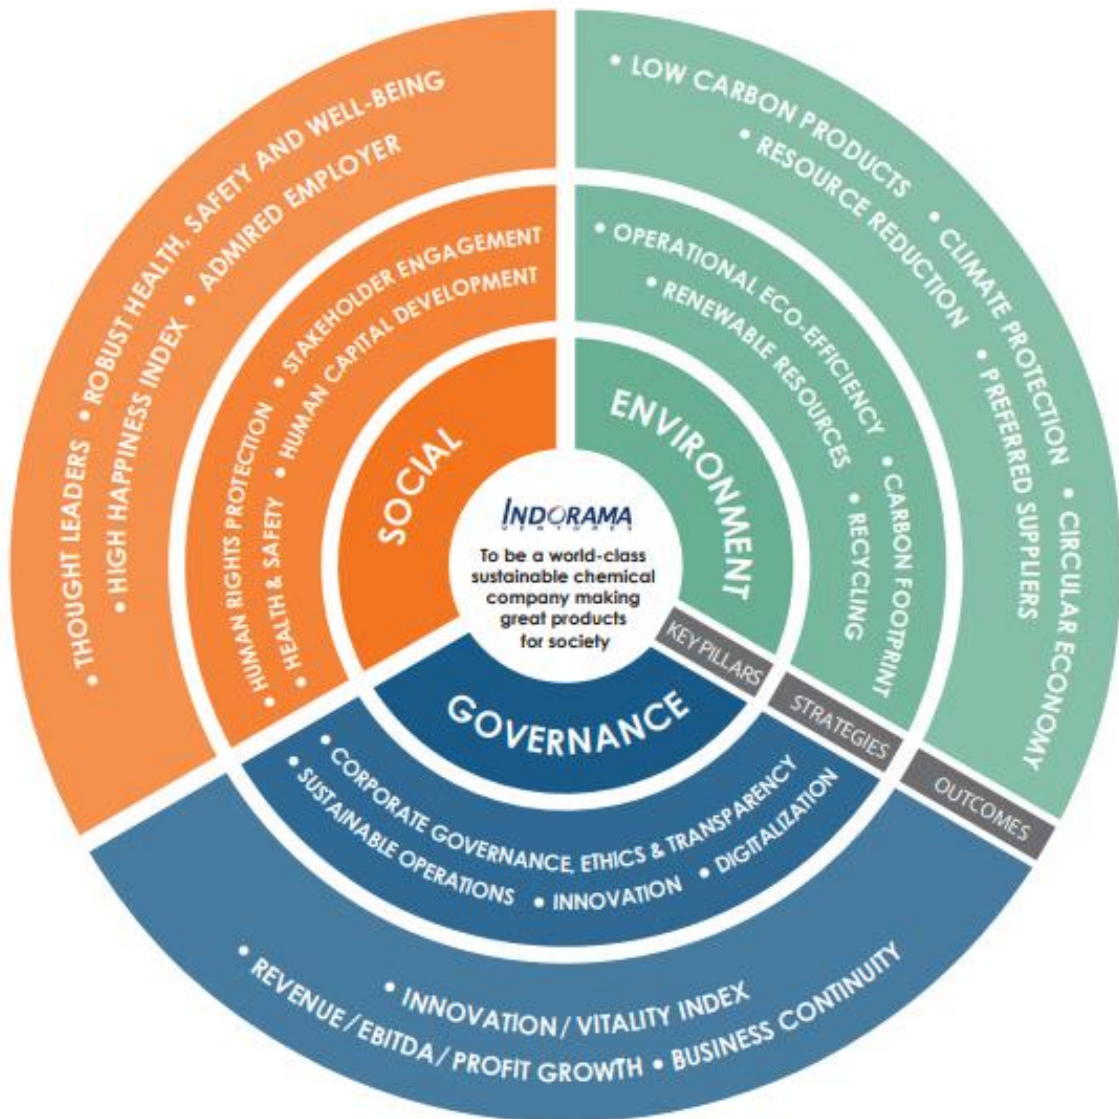 INDORAMA
VENTURES
To be a world-class
sustainable chemical
company making
great products
for society
SOCIAL
• HUMAN RIGHTS PROTECTION • STAKEHOLDER ENGAGEMENT
• HEALTH & SAFETY • HUMAN CAPITAL DEVELOPMENT
• THOUGHT LEADERS • ROBUST HEALTH, SAFETY AND WELL-BEING
• HIGH HAPPINESS INDEX • ADMIRED EMPLOYER
ENVIRONMENT
• OPERATIONAL ECO-EFFICIENCY • CARBON FOOTPRINT
• RENEWABLE RESOURCES • RECYCLING
• LOW CARBON PRODUCTS • CLIMATE PROTECTION • CIRCULAR ECONOMY
• RESOURCE REDUCTION • PREFERRED SUPPLIERS
KEY PILLARS
STRATEGIES
OUTCOMES
GOVERNANCE
• CORPORATE GOVERNANCE, ETHICS & TRANSPARENCY
• SUSTAINABLE OPERATIONS • INNOVATION • DIGITALIZATION
• INNOVATION / VITALITY INDEX
• REVENUE / EBITDA / PROFIT GROWTH • BUSINESS CONTINUITY